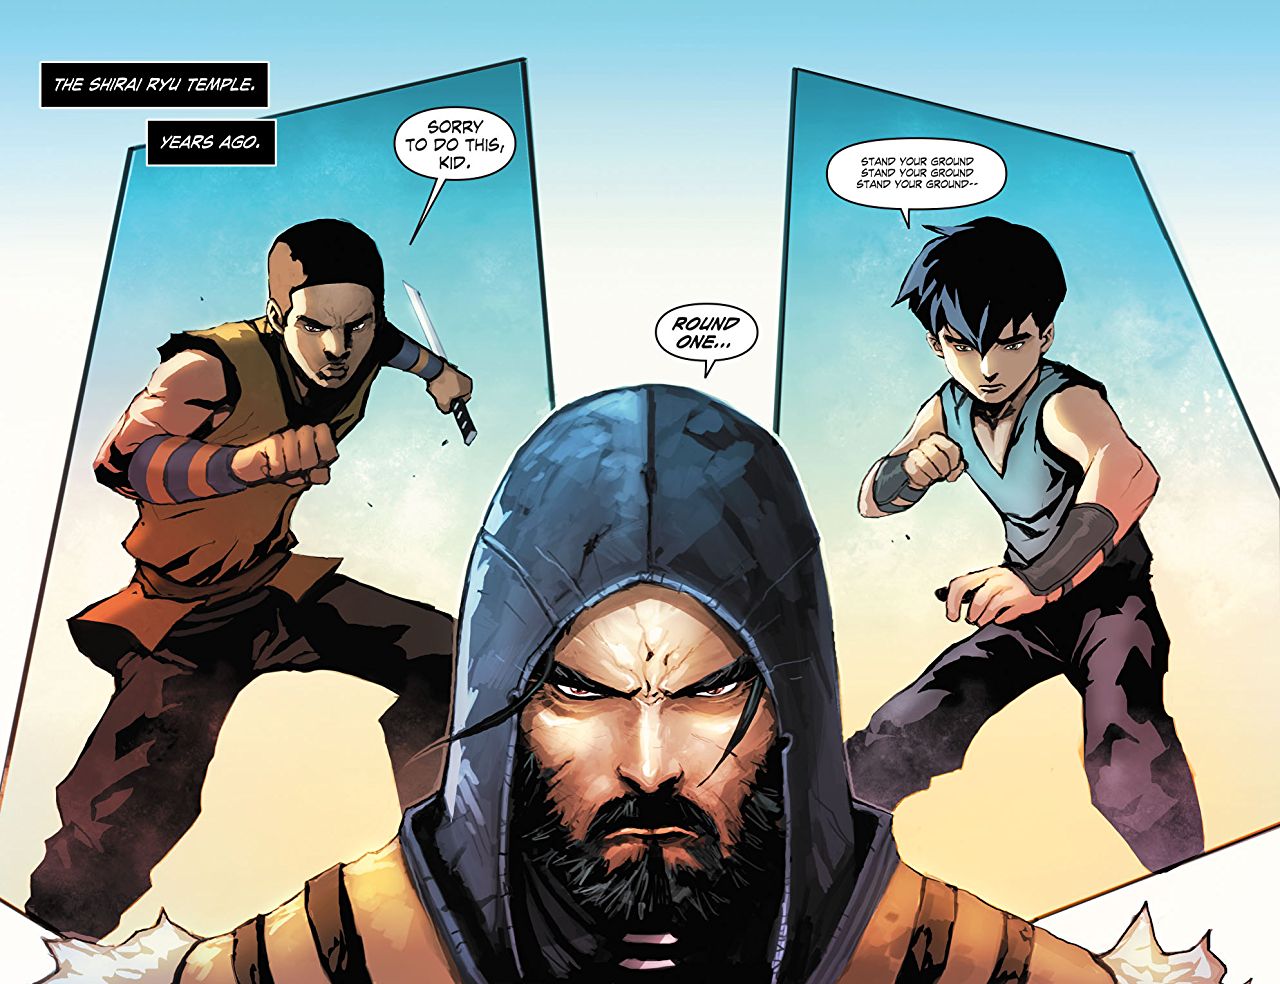 THE SHIRAI RYU TEMPLE.
YEARS AGO.
SORRY
TO DO THIS,
KID.
STAND YOUR GROUND
STAND YOUR GROUND
STAND YOUR GROUND--
ROUND
ONE...